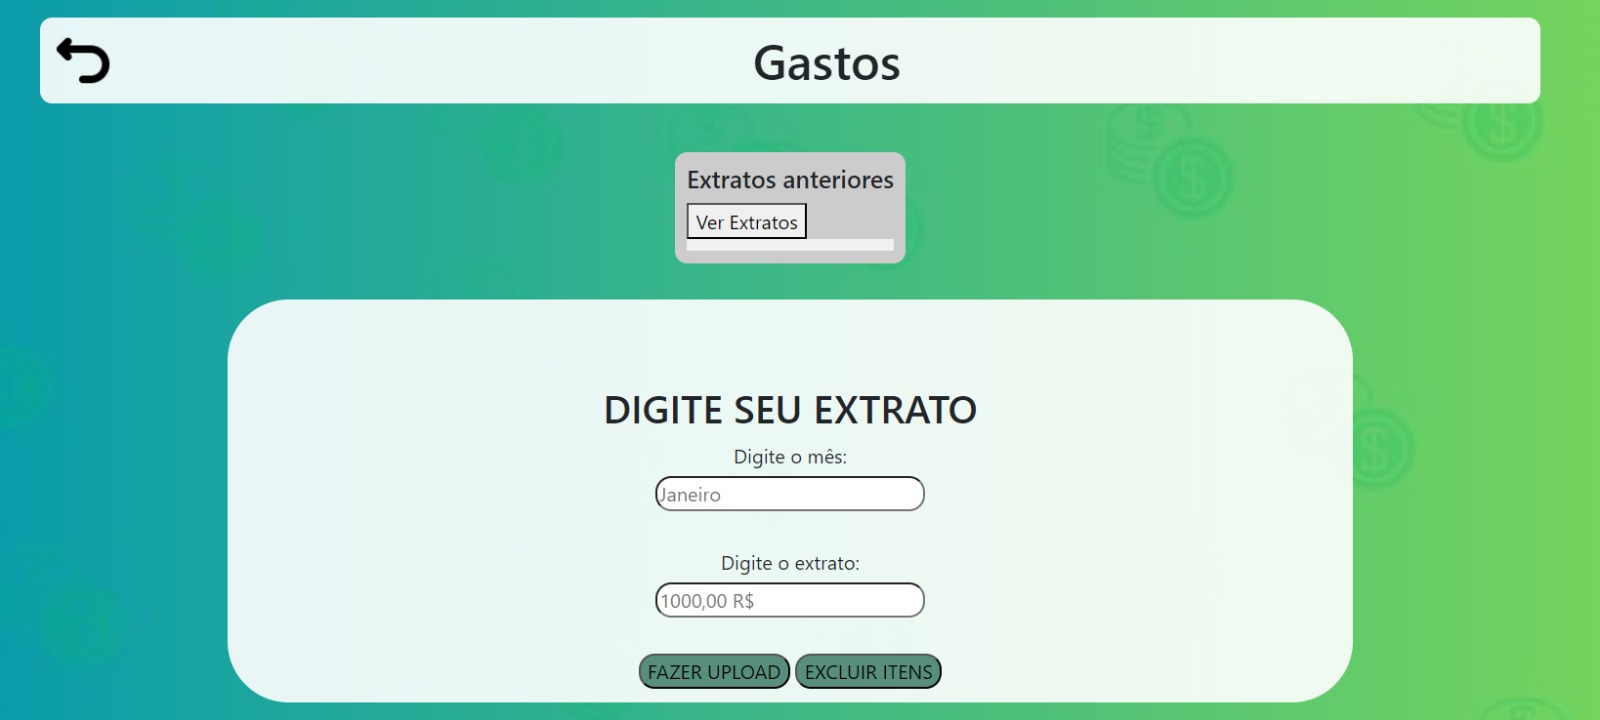 Gastos
Extratos anteriores
Ver Extratos
DIGITE SEU EXTRATO
Digite o mês:
Janeiro
Digite o extrato:
1000,00 R$
FAZER UPLOAD EXCLUIR ITENS